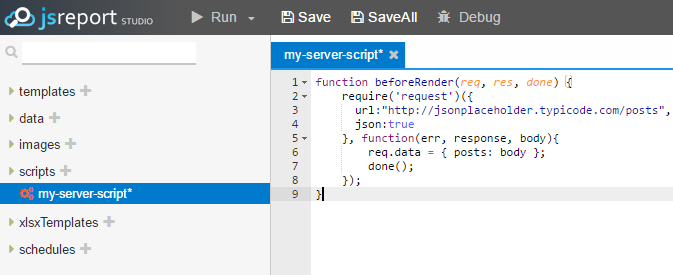 jsreport STUDIO Run Save SaveAll Debug
my-server-script*
templates
data
images
scripts
my-server-script*
xlsxTemplates
schedules
1 function beforeRender(req, res, done) {
2 require('request')({
3 url:"http://jsonplaceholder.typicode.com/posts",
4 json:true
5 }, function(err, response, body){
6 req.data = { posts: body };
7 done();
8 });
9 }